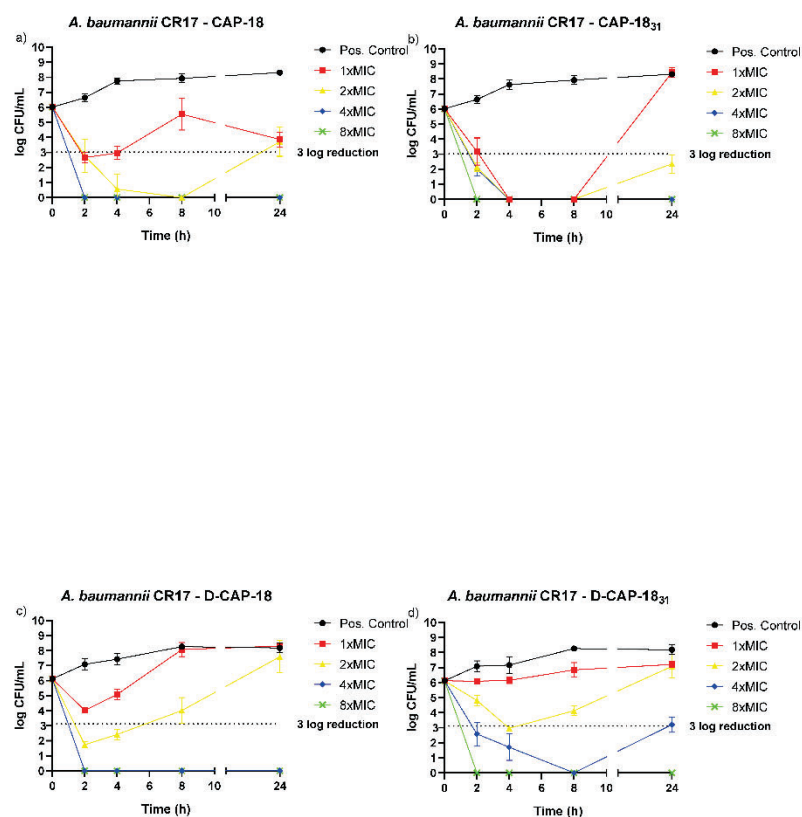 A. baumannii CR17 - CAP-18
a)
10
9
8
7
6
5
4
3
2
1
0
log CFU/mL
0 2 4 6 8 10 24
Time (h)
Pos. Control
1xMIC
2xMIC
4xMIC
8xMIC
3 log reduction
A. baumannii CR17 - CAP-18₃₁
b)
10
9
8
7
6
5
4
3
2
1
0
log CFU/mL
0 2 4 6 8 10 24
Time (h)
Pos. Control
1xMIC
2xMIC
4xMIC
8xMIC
3 log reduction
A. baumannii CR17 - D-CAP-18
c)
10
9
8
7
6
5
4
3
2
1
0
log CFU/mL
0 2 4 6 8 10 24
Time (h)
Pos. Control
1xMIC
2xMIC
4xMIC
8xMIC
3 log reduction
A. baumannii CR17 - D-CAP-18₃₁
d)
10
9
8
7
6
5
4
3
2
1
0
log CFU/mL
0 2 4 6 8 10 24
Time (h)
Pos. Control
1xMIC
2xMIC
4xMIC
8xMIC
3 log reduction